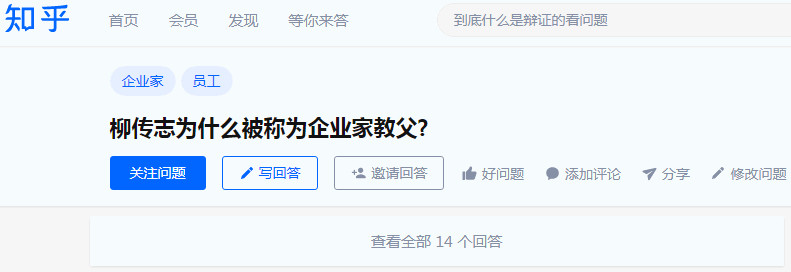 知乎 首页 会员 发现 等你来答 到底什么是辩证的看问题
企业家 员工
柳传志为什么被称为企业家教父?
关注问题 写回答 邀请回答 好问题 添加评论 分享 修改问题
查看全部 14 个回答